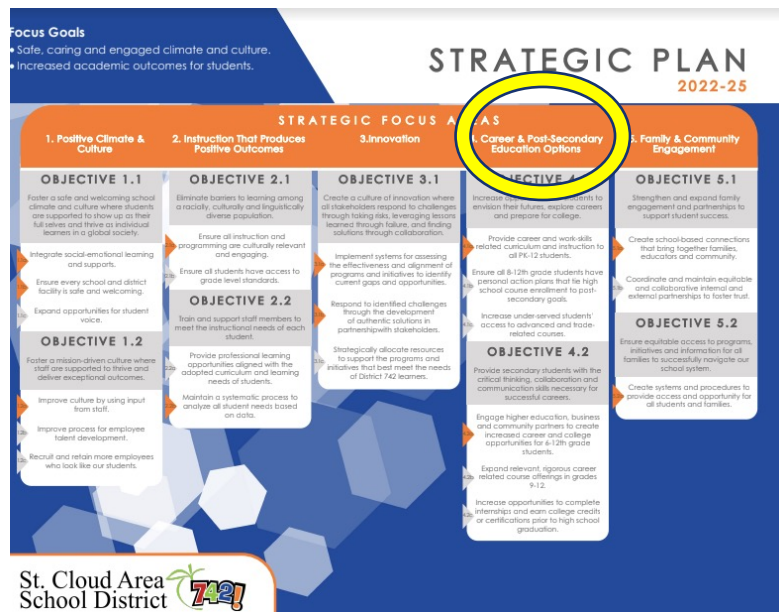 Focus Goals
• Safe, caring and engaged climate and culture.
• Increased academic outcomes for students.
STRATEGIC PLAN
2022-25
STRATEGIC FOCUS AREAS
1. Positive Climate &
Culture
OBJECTIVE 1.1
Foster a safe and welcoming school
climate and culture where students
are supported to show up as their
full selves and thrive as individual
learners in a global society.
Integrate social-emotional learning
and supports.
Ensure every school and district
facility is safe and welcoming.
Expand opportunities for student
voice.
OBJECTIVE 1.2
Foster a mission-driven culture where
staff are supported to thrive and
deliver exceptional outcomes.
Improve culture by using input
from staff.
Improve process for employee
talent development.
Recruit and retain more employees
who look like our students.
2. Instruction That Produces
Positive Outcomes
OBJECTIVE 2.1
Eliminate barriers to learning among
a racially, culturally and linguistically
diverse population.
Ensure all instruction and
programming are culturally relevant
and engaging.
Ensure all students have access to
grade level standards.
OBJECTIVE 2.2
Train and support staff members to
meet the instructional needs of each
student.
Provide professional learning
opportunities aligned with the
adopted curriculum and learning
needs of students.
Maintain a systematic process to
analyze all student needs based
on data.
3.Innovation
OBJECTIVE 3.1
Create a culture of innovation where
all stakeholders respond to challenges
through taking risks, leveraging lessons
learned through failure, and finding
solutions through collaboration.
Implement systems for assessing
the effectiveness and alignment of
programs and initiatives to identify
current gaps and opportunities.
Respond to identified challenges
through the development
of authentic solutions in
partnershipwith stakeholders.
Strategically allocate resources
to support the programs and
initiatives that best meet the needs
of District 742 learners.
4. Career & Post-Secondary
Education Options
OBJECTIVE 4
Increase students to
envision their futures, explore careers
and prepare for college.
Provide career and work-skills
related curriculum and instruction to
all PK-12 students.
Ensure all 8-12th grade students have
personal action plans that tie high
school course enrollment to post-
secondary goals.
Increase under-served students'
access to advanced and trade-
related courses.
OBJECTIVE 4.2
Provide secondary students with the
critical thinking, collaboration and
communication skills necessary for
successful careers.
Engage higher education, business
and community partners to create
increased career and college
opportunities for 6-12th grade
students.
Expand relevant, rigorous career
related course offerings in grades
9-12.
Increase opportunities to complete
internships and earn college credits
or certifications prior to high school
graduation.
5. Family & Community
Engagement
OBJECTIVE 5.1
Strengthen and expand family
engagement and partnerships to
support student success.
Create school-based connections
that bring together families,
educators and community.
Coordinate and maintain equitable
and collaborative internal and
external partnerships to foster trust.
OBJECTIVE 5.2
Ensure equitable access to programs,
initiatives and information for all
families to successfully navigate our
school system.
Create systems and procedures to
provide access and opportunity for
all students and families.
St. Cloud Area
School District
742!